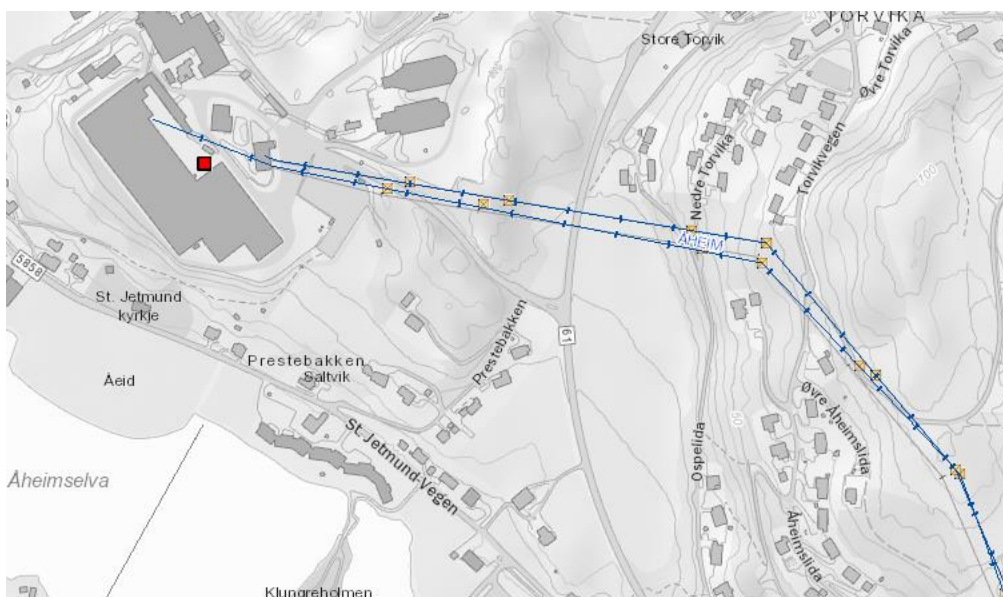 TORVIKA
Store Torvik
Øvre Torvika
Nedre Torvika
Torvikvegen
100
ÅHEIM
5858
St. Jetmund
kyrkje
61
Prestebakken
Prestebakken
Saltvik
Åeid
St. Jetmund-Vegen
Øvre Åheimslida
50
Ospelida
Åheimselva
Åheimslida
Klungreholmen